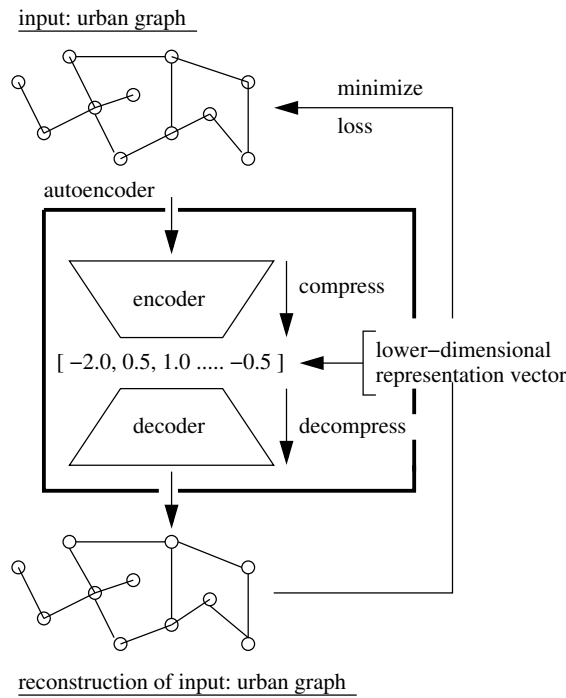 input: urban graph
minimize
loss
autoencoder
encoder
compress
[ −2.0, 0.5, 1.0 ..... −0.5 ]
lower−dimensional
representation vector
decoder
decompress
reconstruction of input: urban graph